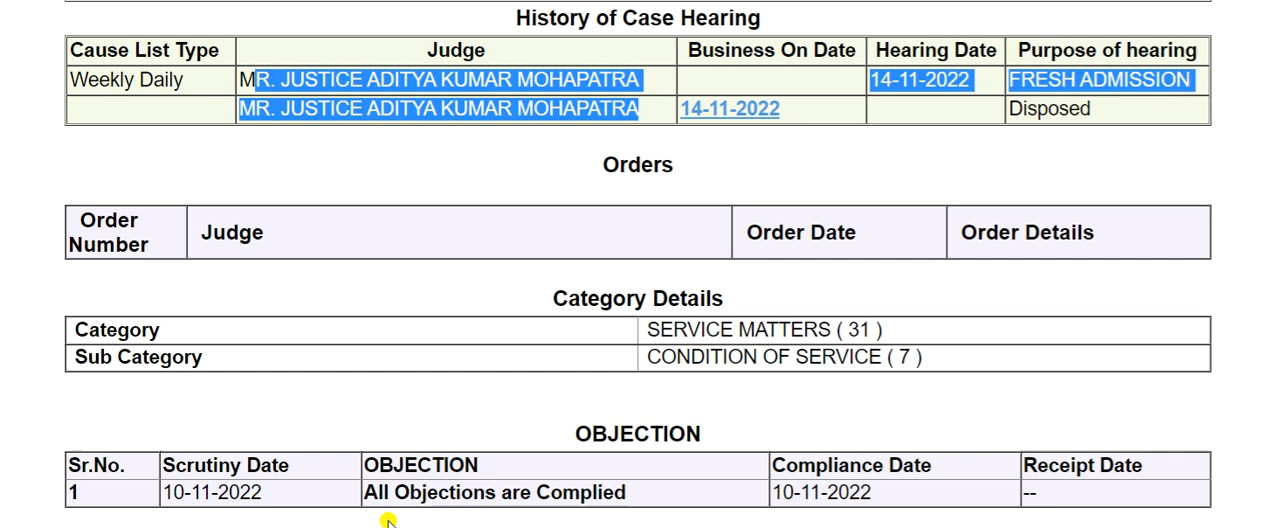 History of Case Hearing
Cause List Type Judge Business On Date Hearing Date Purpose of hearing
Weekly Daily MR. JUSTICE ADITYA KUMAR MOHAPATRA 14-11-2022 FRESH ADMISSION
MR. JUSTICE ADITYA KUMAR MOHAPATRA 14-11-2022 Disposed
Orders
Order Number Judge Order Date Order Details
Category Details
Category SERVICE MATTERS ( 31 )
Sub Category CONDITION OF SERVICE ( 7 )
OBJECTION
Sr.No. Scrutiny Date OBJECTION Compliance Date Receipt Date
1 10-11-2022 All Objections are Complied 10-11-2022 --